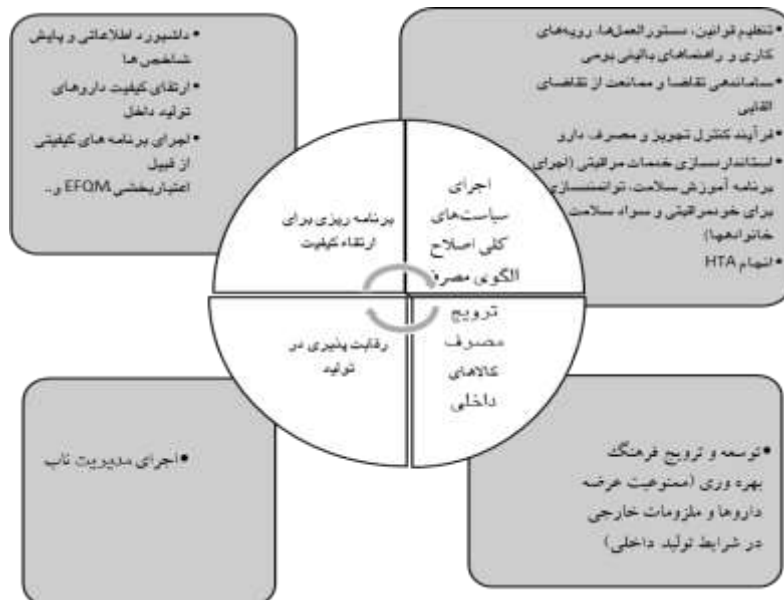 •تنظیم قوانین، دستورالعمل‌ها، رویه‌های
کاری و راهنماهای بالینی بومی
•ساماندهی تقاضا و ممانعت از تقاضای
القایی
•فرآیند کنترل تجویز و مصرف دارو
•استانداردسازی خدمات مراقبتی (اجرای
برنامه آموزش سلامت، توانمندسازی
برای خودمراقبتی و سواد سلامت
خانواده‌ها)
•انجام HTA
•داشبورد اطلاعاتی و پایش
شاخص ها
•ارتقای کیفیت داروهای
تولید داخل
•اجرای برنامه های کیفیتی
از قبیل
اعتباربخشی،EFQM و..
اجرای
سیاست‌های
کلی اصلاح
الگوی مصرف
برنامه ریزی برای
ارتقاء کیفیت
ترویج
مصرف
کالاهای
داخلی
رقابت پذیری در
تولید
•توسعه و ترویج فرهنگ
بهره وری (ممنوعیت عرضه
داروها و ملزومات خارجی
در شرایط تولید داخلی)
•اجرای مدیریت ناب